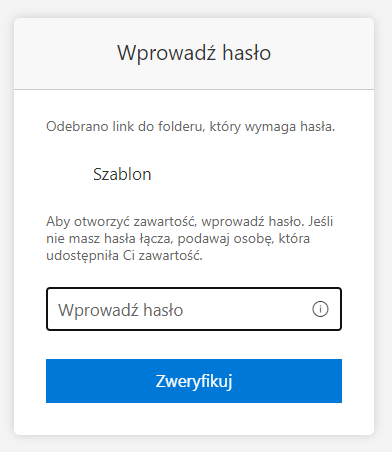 Wprowadź hasło
Odebrano link do folderu, który wymaga hasła.
Szablon
Aby otworzyć zawartość, wprowadź hasło. Jeśli
nie masz hasła łącza, podawaj osobę, która
udostępniła Ci zawartość.
Wprowadź hasło
Zweryfikuj